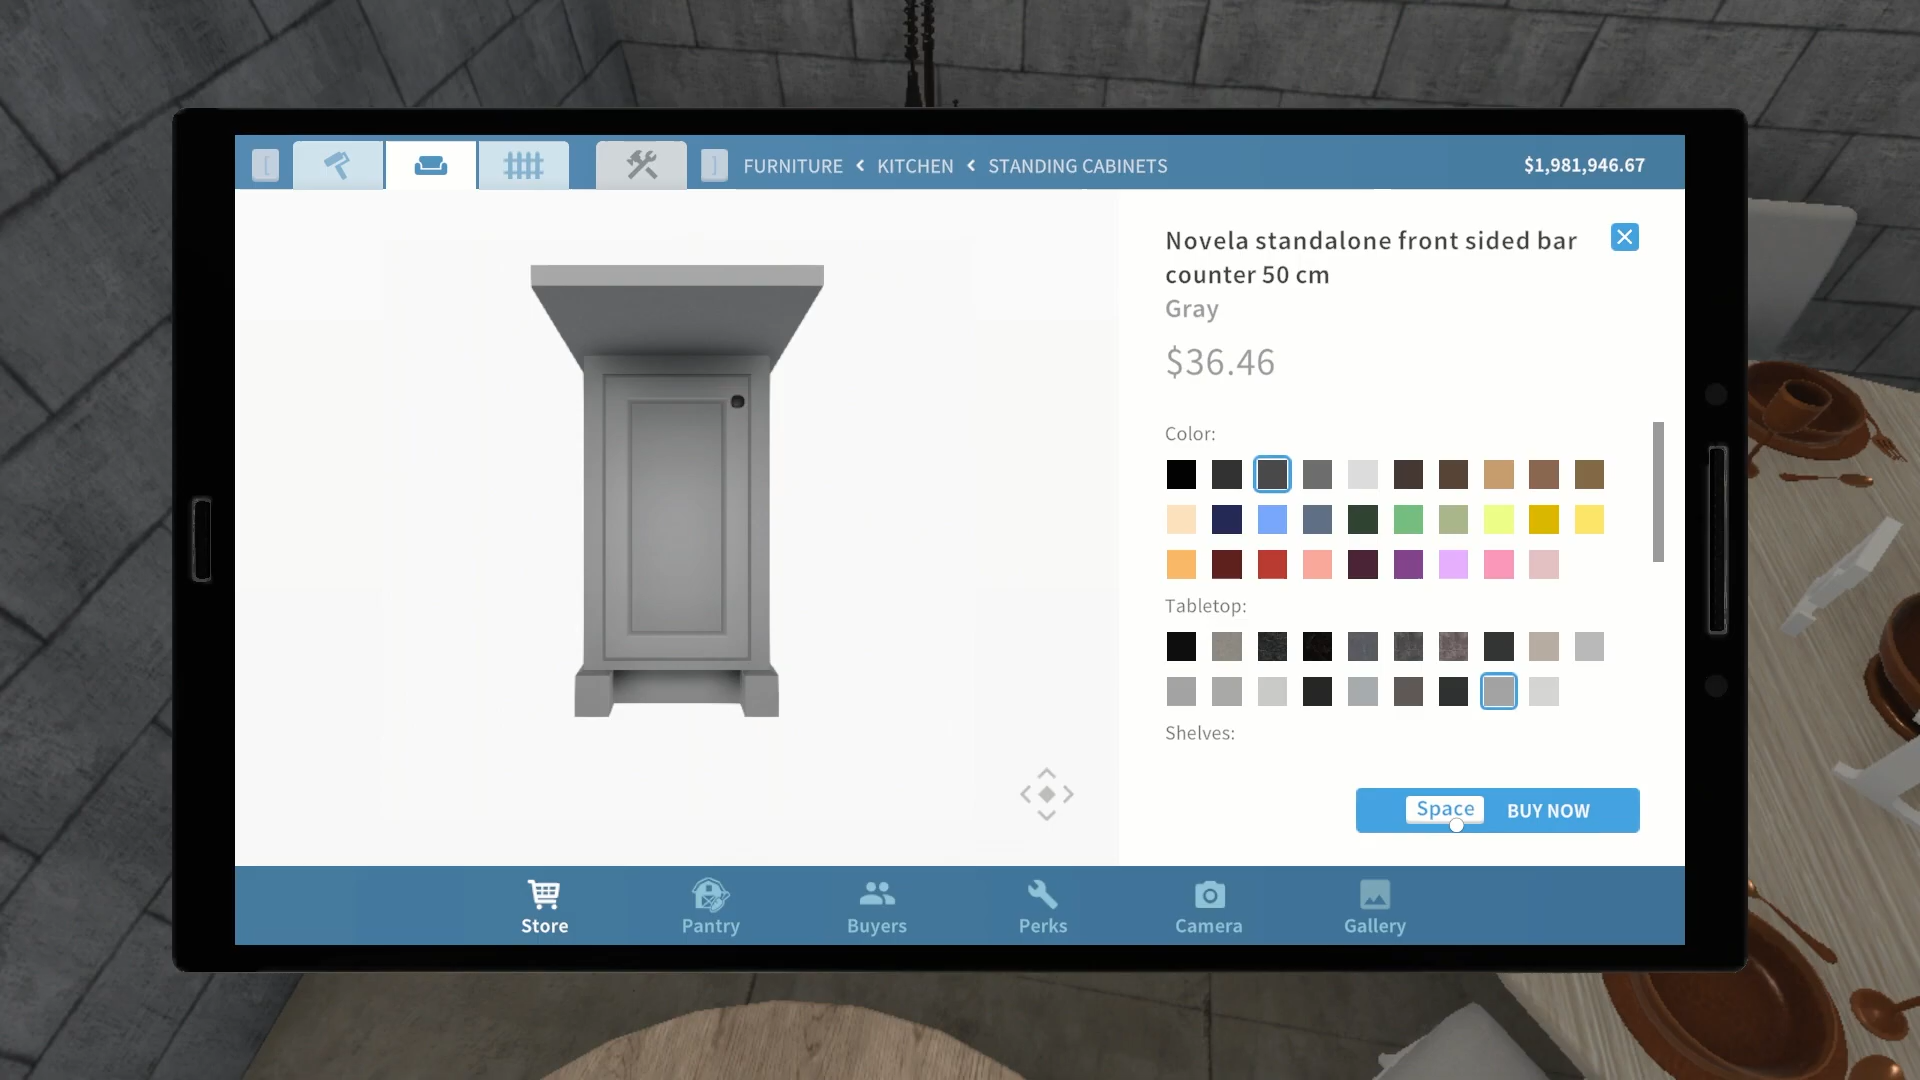 [
]
FURNITURE < KITCHEN < STANDING CABINETS
$1,981,946.67
Novela standalone front sided bar
counter 50 cm
Gray
$36.46
Color:
Tabletop:
Shelves:
Space BUY NOW
Store
Pantry
Buyers
Perks
Camera
Gallery